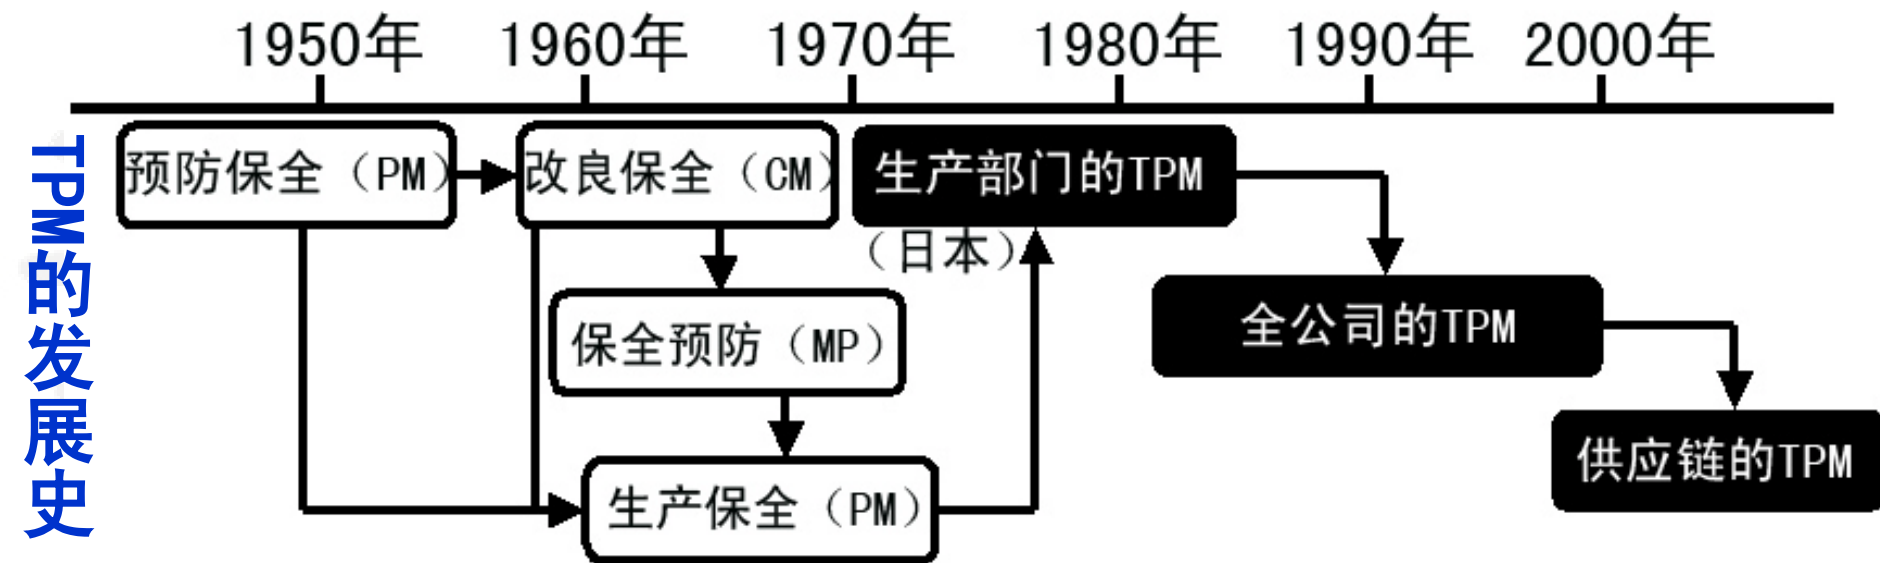 1950年 1960年 1970年 1980年 1990年 2000年
TPM的发展史
预防保全（PM）
改良保全（CM）
生产部门的TPM
（日本）
全公司的TPM
保全预防（MP）
供应链的TPM
生产保全（PM）